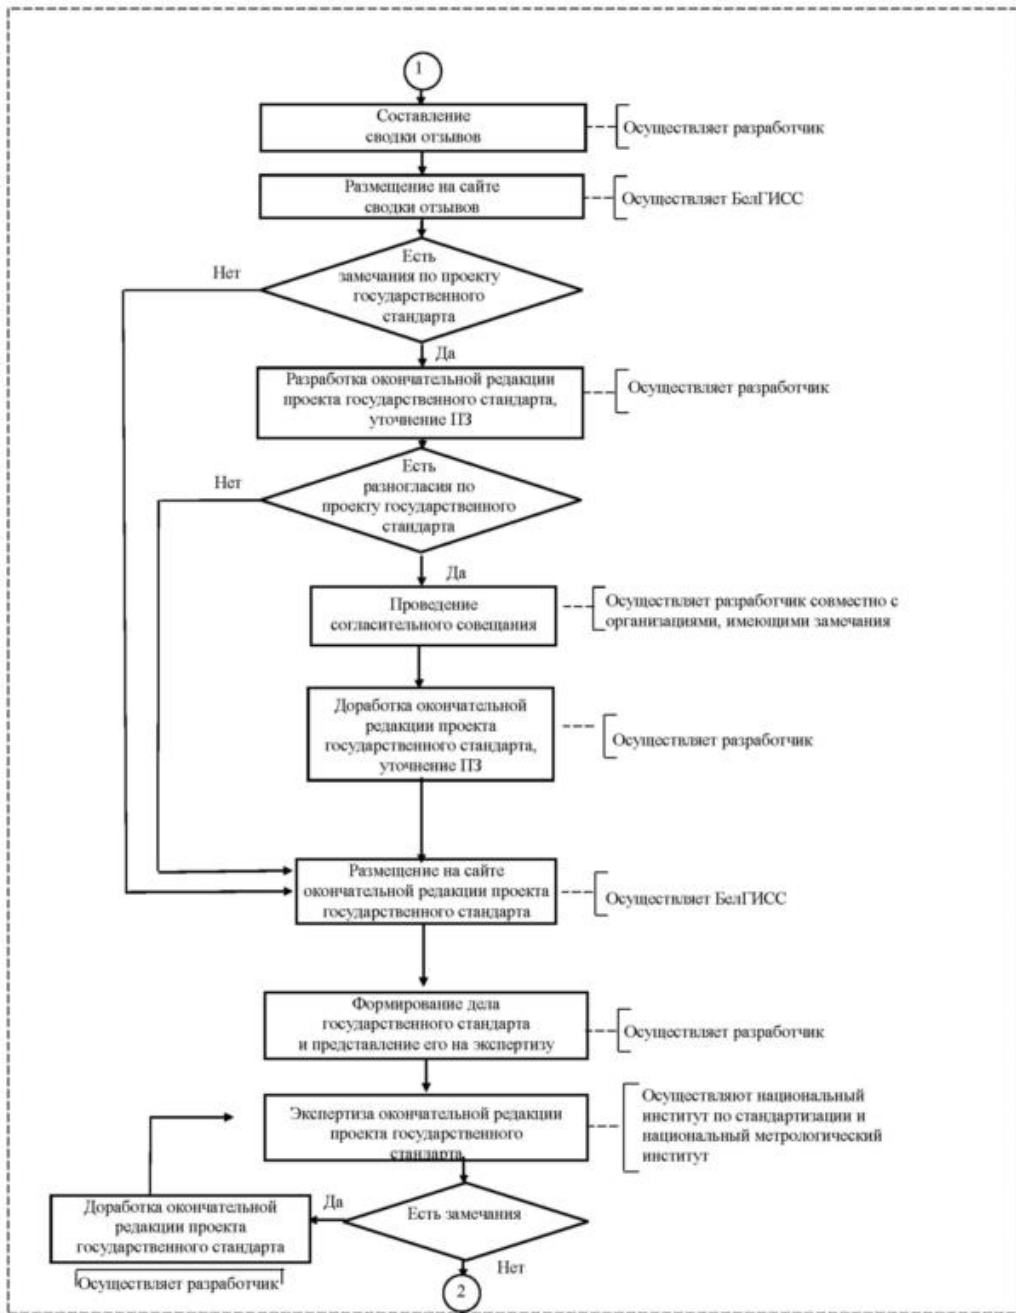 1
Составление
сводки отзывов
Осуществляет разработчик
Размещение на сайте
сводки отзывов
Осуществляет БелГИСС
Есть
замечания по проекту
государственного
стандарта
Нет
Да
Разработка окончательной редакции
проекта государственного стандарта,
уточнение ПЗ
Осуществляет разработчик
Есть
разногласия по
проекту государственного
стандарта
Нет
Да
Проведение
согласительного совещания
Осуществляет разработчик совместно с
организациями, имеющими замечания
Доработка окончательной
редакции проекта
государственного стандарта,
уточнение ПЗ
Осуществляет разработчик
Размещение на сайте
окончательной редакции проекта
государственного стандарта
Осуществляет БелГИСС
Формирование дела
государственного стандарта
и представление его на экспертизу
Осуществляет разработчик
Экспертиза окончательной редакции
проекта государственного
стандарта
Осуществляют национальный
институт по стандартизации и
национальный метрологический
институт
Есть замечания
Да
Доработка окончательной
редакции проекта
государственного стандарта
Осуществляет разработчик
Нет
2